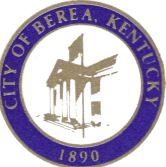 CITY OF BEREA, KENTUCKY
1890